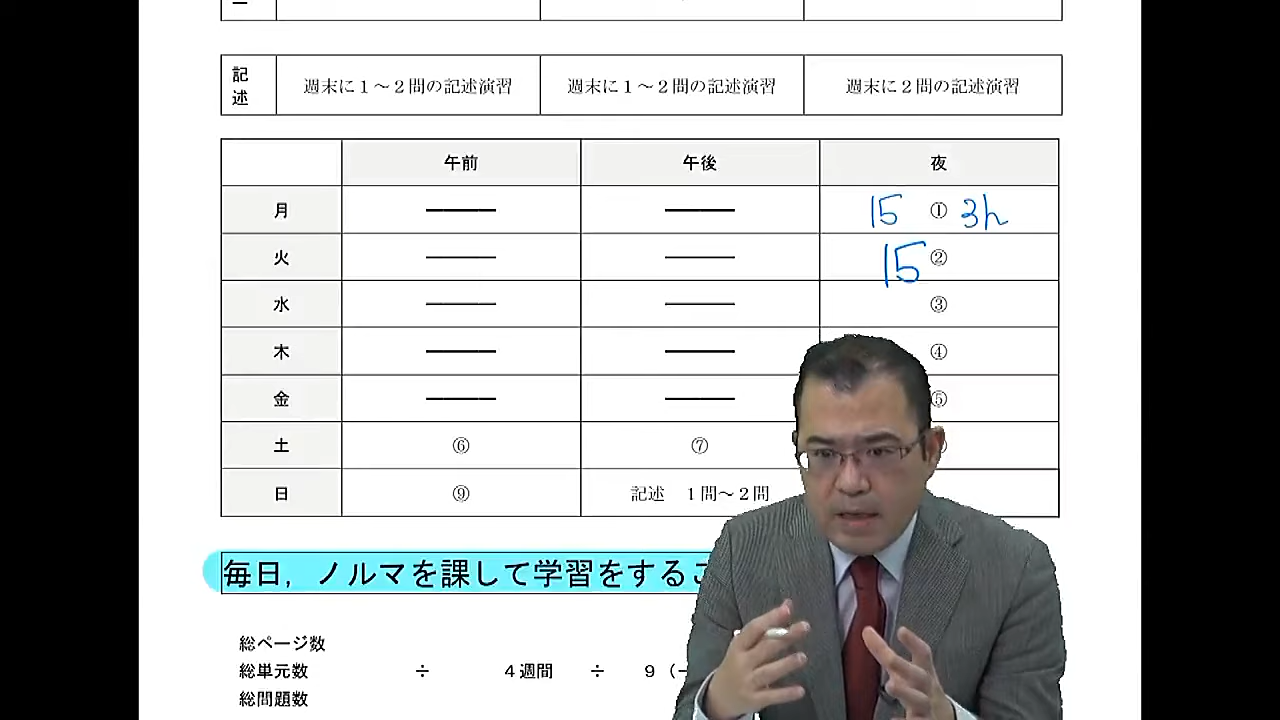 記述 週末に１～２問の記述演習 週末に１～２問の記述演習 週末に２問の記述演習
午前 午後 夜
月 ――――― ――――― 15 ① 3h
火 ――――― ――――― 15 ②
水 ――――― ――――― ③
木 ――――― ――――― ④
金 ――――― ――――― ⑤
土 ⑥ ⑦
日 ⑨ 記述 １問～２問
毎日，ノルマを課して学習をする
総ページ数
総単元数 ÷ ４週間 ÷ ９（
総問題数